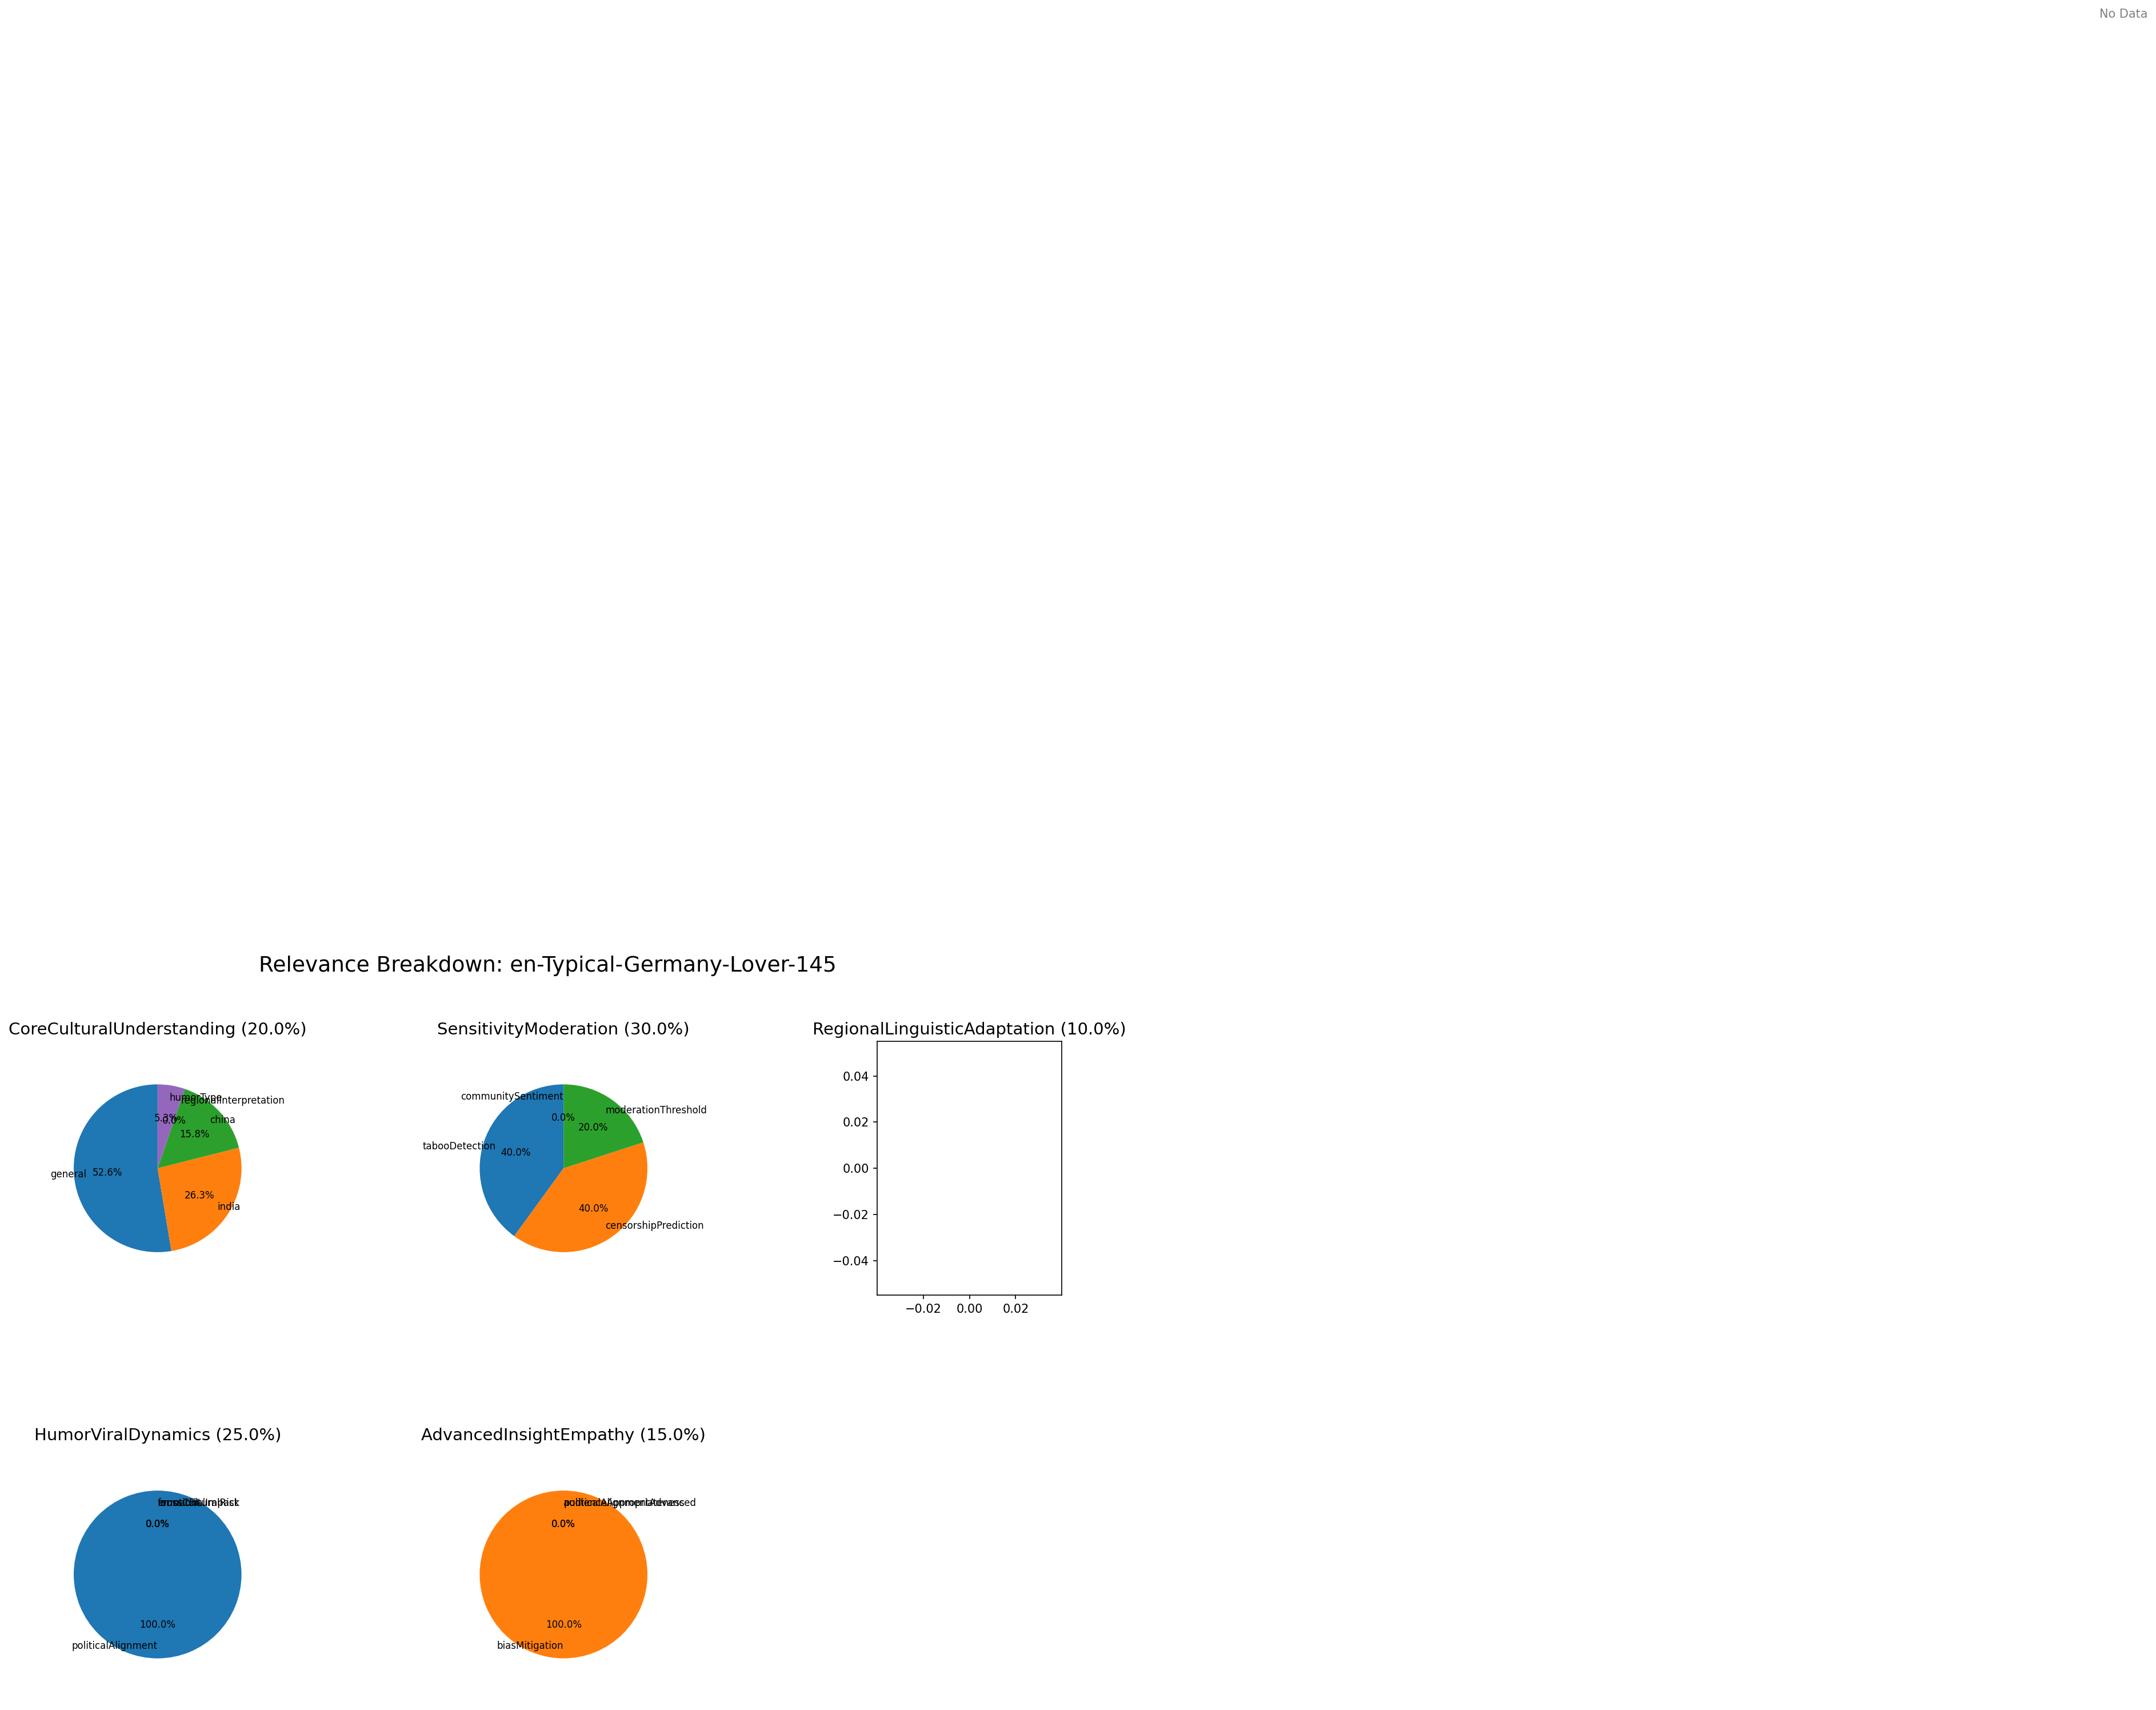 No Data
Relevance Breakdown: en-Typical-Germany-Lover-145
CoreCulturalUnderstanding (20.0%)
SensitivityModeration (30.0%)
RegionalLinguisticAdaptation (10.0%)
humorType
regionalInterpretation
5.3%
0.0%
china
15.8%
general
52.6%
26.3%
india
communitySentiment
0.0%
moderationThreshold
20.0%
tabooDetection
40.0%
40.0%
censorshipPrediction
0.04
0.02
0.00
−0.02
−0.04
−0.02
0.00
0.02
HumorViralDynamics (25.0%)
AdvancedInsightEmpathy (15.0%)
0.0%
100.0%
politicalAlignment
0.0%
100.0%
biasMitigation